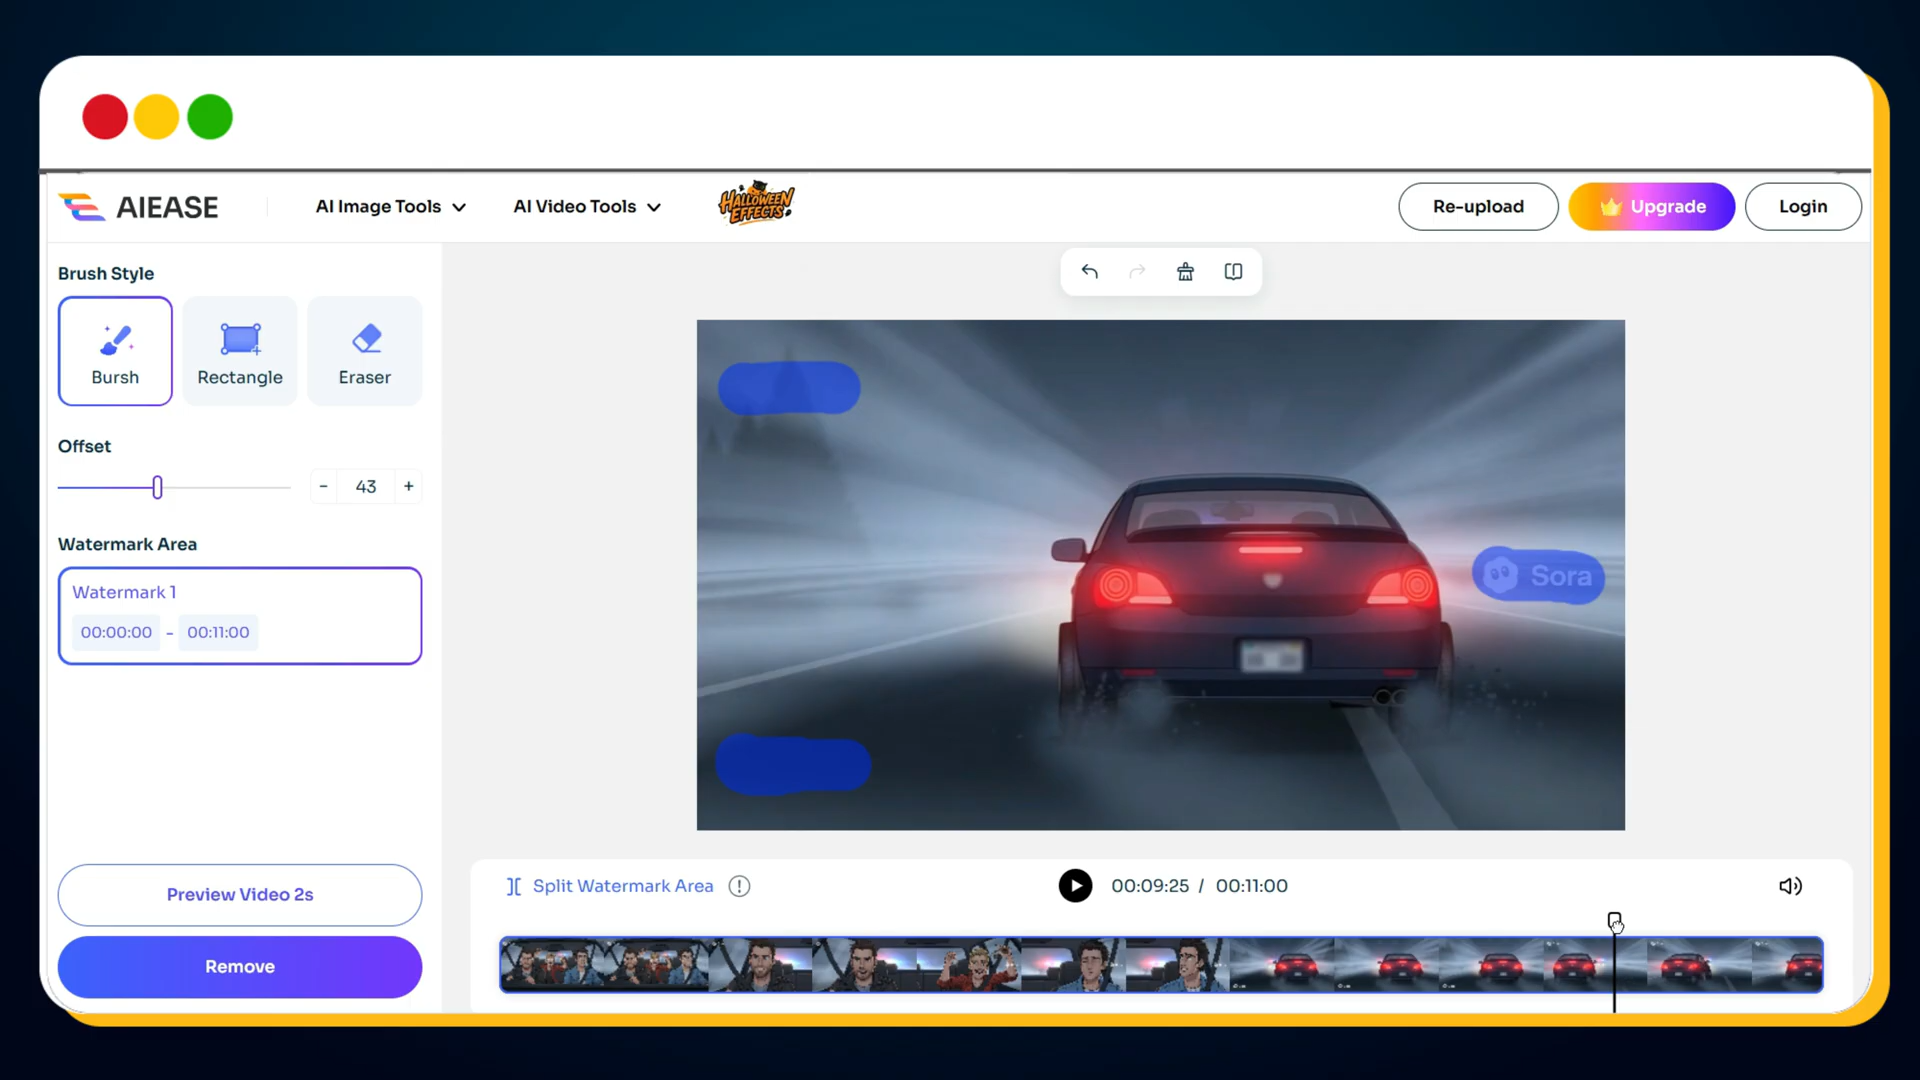 AIEASE
AI Image Tools
AI Video Tools
HALLOWEEN
EFFECTS
Re-upload
Upgrade
Login
Brush Style
Bursh
Rectangle
Eraser
Offset
-
43
+
Watermark Area
Watermark 1
00:00:00 - 00:11:00
Sora
Preview Video 2s
Remove
Split Watermark Area
00:09:25 / 00:11:00